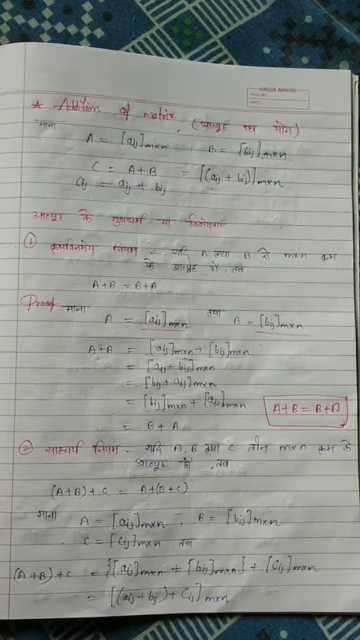 * Addition of matrix, (आव्यूह का योग)
माना A = [aij]m×n B = [bij]m×n
C = A + B = [(aij + bij)]m×n
Cij = aij + bij
आव्यूह के गुणधर्म या विशेषताएं
① क्रमविनिमेय नियम – यदि A तथा B दो m×n क्रम
के आव्यूह हो, तब
A+B = B+A
Proof माना A = [aij]m×n तथा B = [bij]m×n
A+B = [aij]m×n + [bij]m×n
= [aij + bij]m×n
= [bij + aij]m×n
= [bij]m×n + [aij]m×n
A+B = B+A
= B + A
② साहचर्य नियम – यदि A, B तथा C तीन m×n क्रम के
आव्यूह हो, तब
(A+B) + C = A+(B+C)
माना A = [aij]m×n, B = [bij]m×n
C = [Cij]m×n तब
(A+B)+C = {[aij]m×n + [bij]m×n} + [Cij]m×n
= [(aij + bij) + Cij]m×n